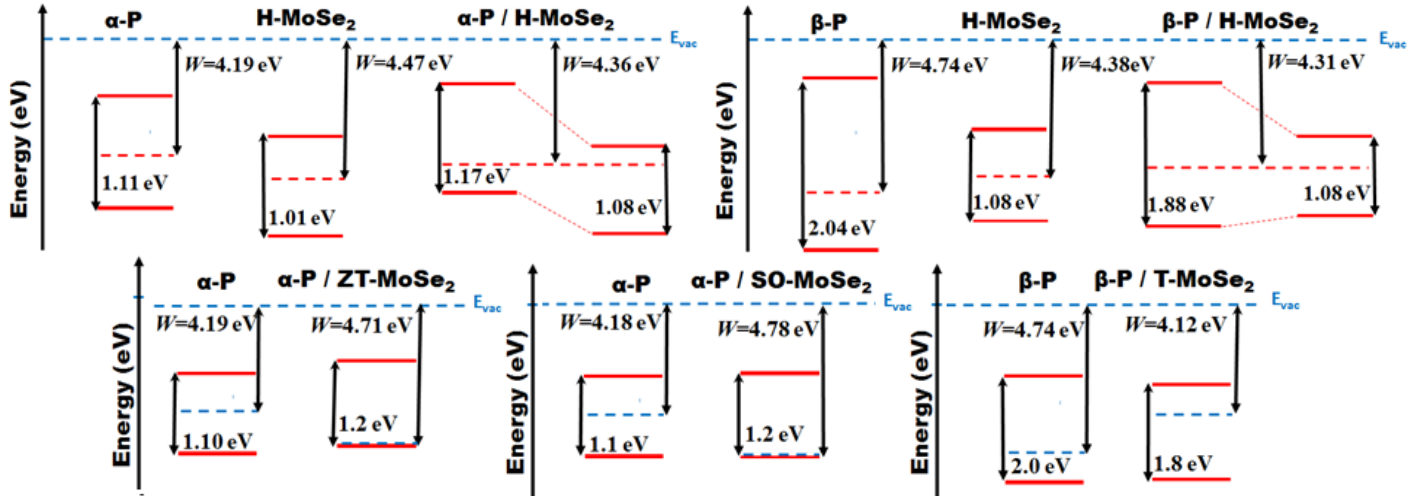 α-P H-MoSe₂ α-P / H-MoSe₂
E_vac
W=4.19 eV W=4.47 eV W=4.36 eV
Energy (eV)
1.11 eV 1.01 eV 1.17 eV 1.08 eV
β-P H-MoSe₂ β-P / H-MoSe₂
E_vac
W=4.74 eV W=4.38eV W=4.31 eV
Energy (eV)
2.04 eV 1.08 eV 1.88 eV 1.08 eV
α-P α-P / ZT-MoSe₂
W=4.19 eV W=4.71 eV
Energy (eV)
1.10 eV 1.2 eV
α-P α-P / SO-MoSe₂
E_vac
W=4.18 eV W=4.78 eV
Energy (eV)
1.1 eV 1.2 eV
β-P β-P / T-MoSe₂
E_vac
W=4.74 eV W=4.12 eV
Energy (eV)
2.0 eV 1.8 eV